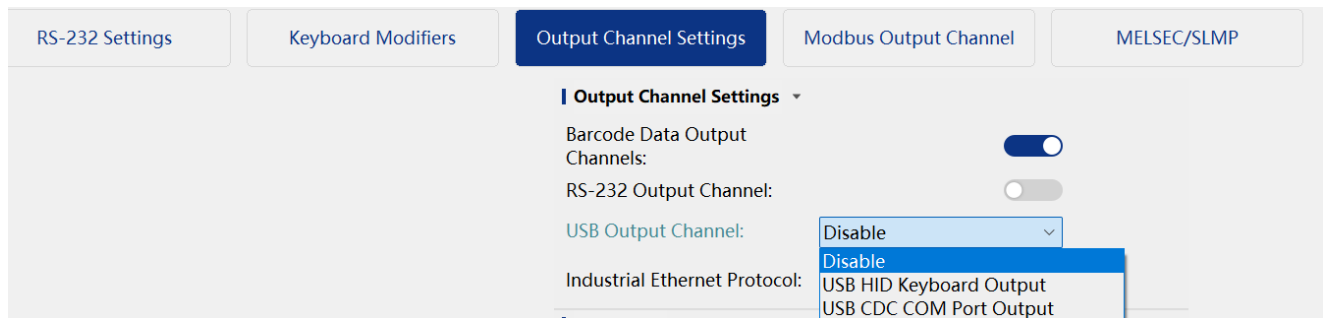 RS-232 Settings
Keyboard Modifiers
Output Channel Settings
Modbus Output Channel
MELSEC/SLMP
Output Channel Settings
Barcode Data Output
Channels:
RS-232 Output Channel:
USB Output Channel:
Disable
Disable
Industrial Ethernet Protocol:
USB HID Keyboard Output
USB CDC COM Port Output